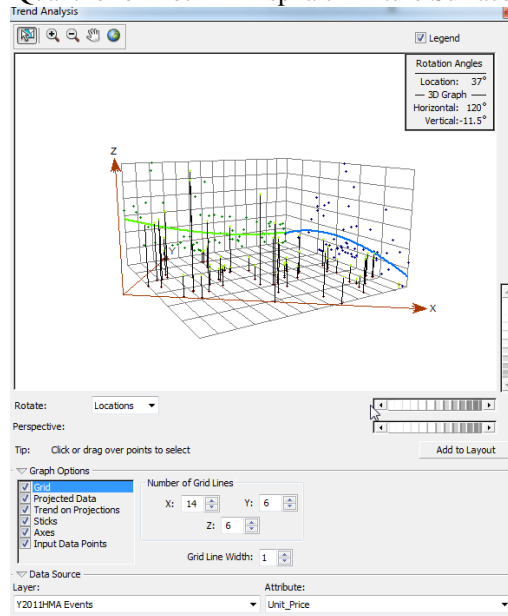 Trend Analysis
Legend
Rotation Angles
Location: 37°
3D Graph
Horizontal: 120°
Vertical:-11.5°
Z
Y
X
Rotate: Locations
Perspective:
Tip: Click or drag over points to select
Add to Layout
Graph Options
Grid
Projected Data
Trend on Projections
Sticks
Axes
Input Data Points
Number of Grid Lines
X: 14 Y: 6
Z: 6
Grid Line Width: 1
Data Source
Layer: Attribute:
Y2011HMA Events Unit_Price